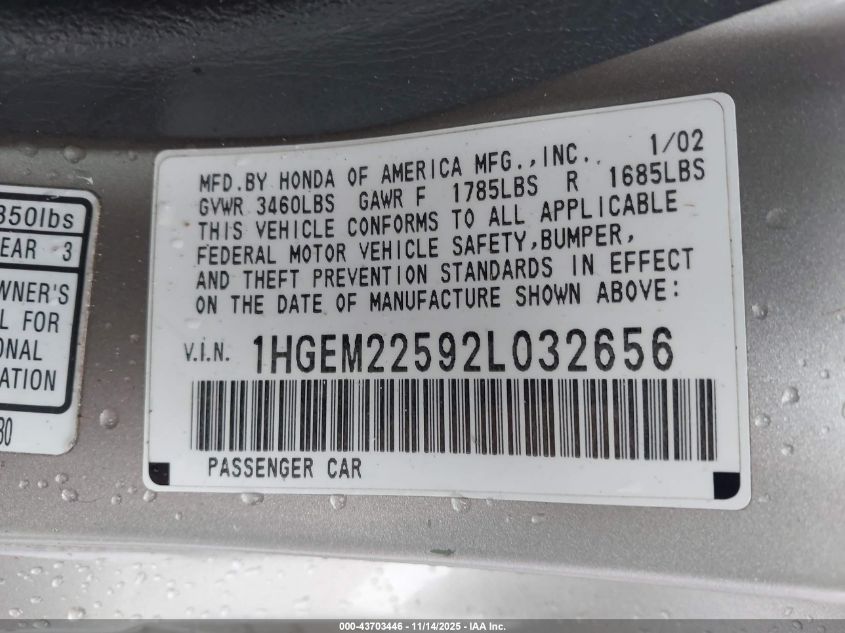 350lbs
EAR 3
WNER'S
L FOR
ONAL
ATION
30
1/02
MFD.BY HONDA OF AMERICA MFG.,INC.
GVWR 3460LBS GAWR F 1785LBS R 1685LBS
THIS VEHICLE CONFORMS TO ALL APPLICABLE
FEDERAL MOTOR VEHICLE SAFETY,BUMPER,
AND THEFT PREVENTION STANDARDS IN EFFECT
ON THE DATE OF MANUFACTURE SHOWN ABOVE:
V.I.N. 1HGEM22592L032656
PASSENGER CAR
000-43703446 - 11/14/2025 - IAA Inc.